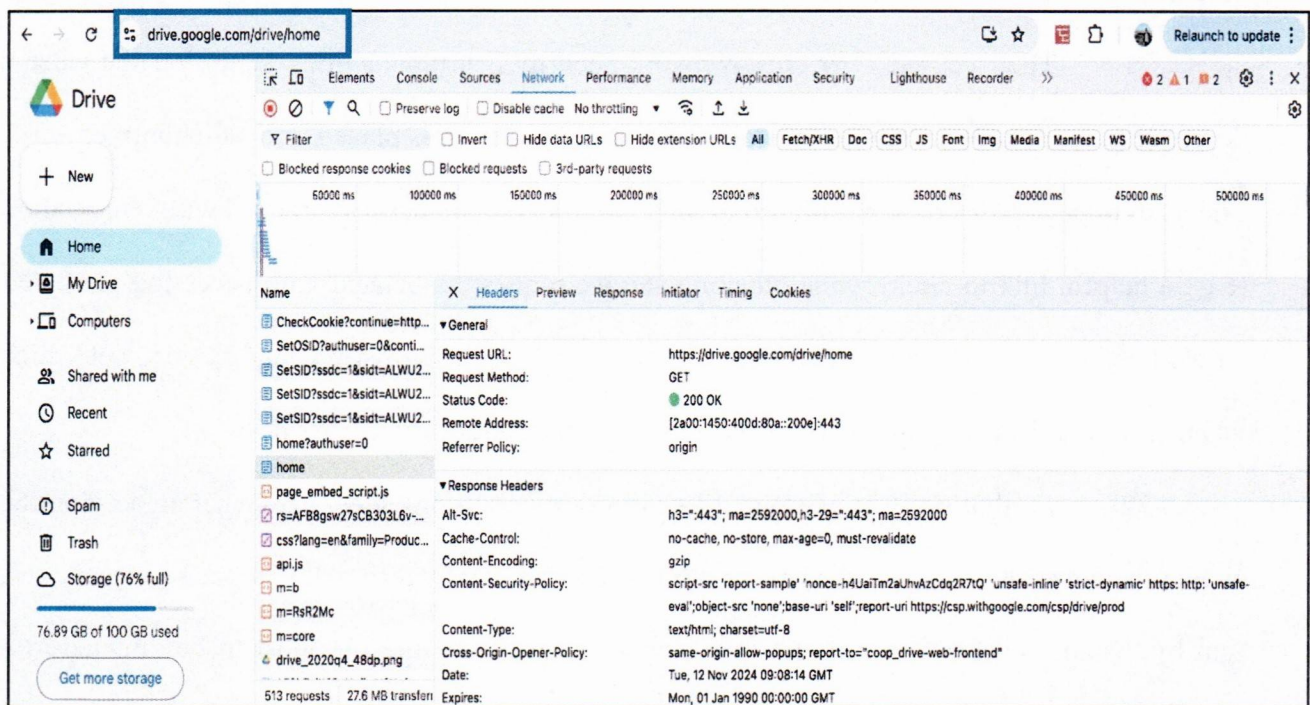 drive.google.com/drive/home
Relaunch to update
Drive
New
Home
My Drive
Computers
Shared with me
Recent
Starred
Spam
Trash
Storage (76% full)
76.89 GB of 100 GB used
Get more storage
Elements Console Sources Network Performance Memory Application Security Lighthouse Recorder >> 2 1 2
Preserve log Disable cache No throttling
Filter Invert Hide data URLs Hide extension URLs All Fetch/XHR Doc CSS JS Font Img Media Manifest WS Wasm Other
Blocked response cookies Blocked requests 3rd-party requests
50000 ms 100000 ms 150000 ms 200000 ms 250000 ms 300000 ms 350000 ms 400000 ms 450000 ms 500000 ms
Name
CheckCookie?continue=http...
SetOSID?authuser=0&conti...
SetSID?ssdc=1&sidt=ALWU2...
SetSID?ssdc=1&sidt=ALWU2...
SetSID?ssdc=1&sidt=ALWU2...
home?authuser=0
home
page_embed_script.js
rs=AFB8gsw27sCB303L6v-...
css?lang=en&family=Produc...
api.js
m=b
m=RsR2Mc
m=core
drive_2020q4_48dp.png
513 requests 27.6 MB transferr
X Headers Preview Response Initiator Timing Cookies
General
Request URL: https://drive.google.com/drive/home
Request Method: GET
Status Code: 200 OK
Remote Address: [2a00:1450:400d:80a::200e]:443
Referrer Policy: origin
Response Headers
Alt-Svc: h3=":443"; ma=2592000,h3-29=":443"; ma=2592000
Cache-Control: no-cache, no-store, max-age=0, must-revalidate
Content-Encoding: gzip
Content-Security-Policy: script-src 'report-sample' 'nonce-h4UaiTm2aUhvAzCdq2R7tQ' 'unsafe-inline' 'strict-dynamic' https: http: 'unsafe-
eval';object-src 'none';base-uri 'self';report-uri https://csp.withgoogle.com/csp/drive/prod
Content-Type: text/html; charset=utf-8
Cross-Origin-Opener-Policy: same-origin-allow-popups; report-to="coop_drive-web-frontend"
Date: Tue, 12 Nov 2024 09:08:14 GMT
Expires: Mon, 01 Jan 1990 00:00:00 GMT